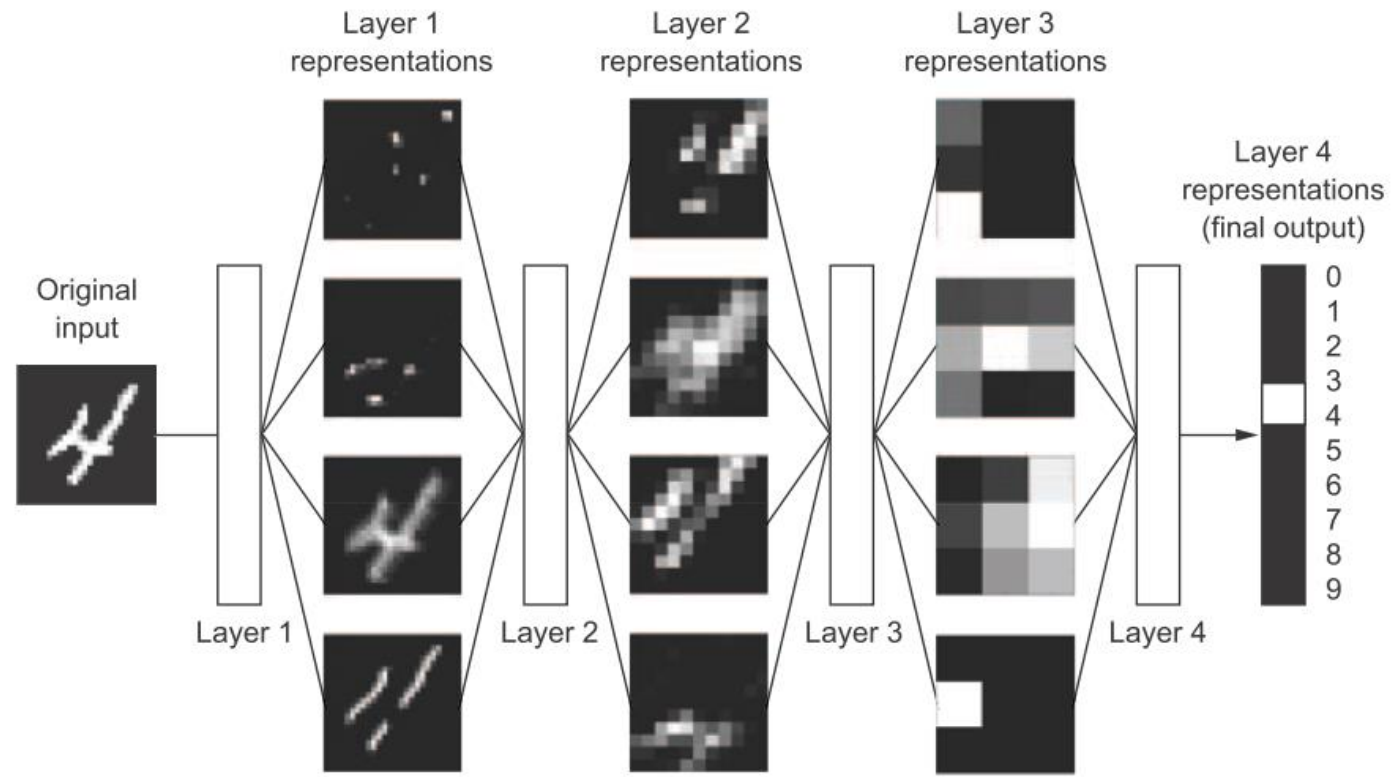 Layer 1
representations
Layer 2
representations
Layer 3
representations
Layer 4
representations
(final output)
Original
input
0
1
2
3
4
5
6
7
8
9
Layer 1
Layer 2
Layer 3
Layer 4